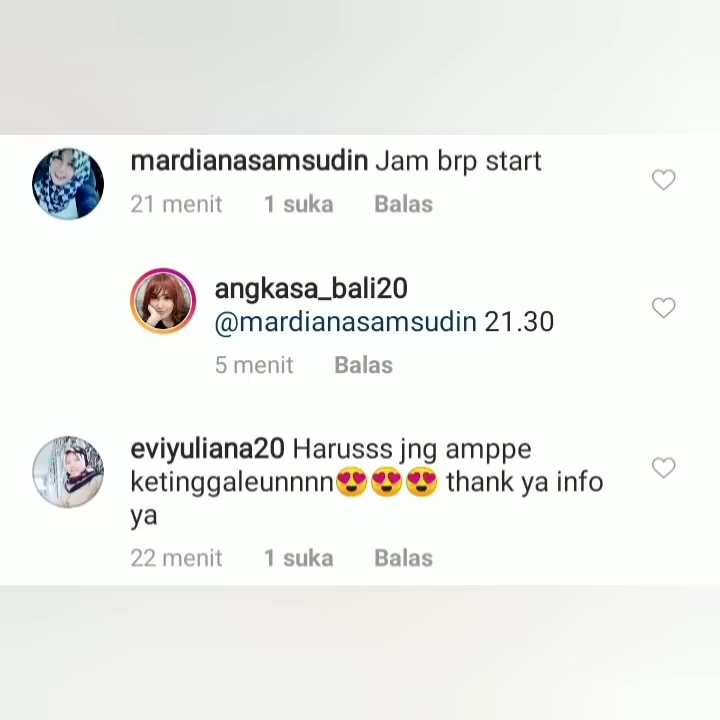 mardianasamsudin Jam brp start
21 menit 1 suka Balas
angkasa_bali20
@mardianasamsudin 21.30
5 menit Balas
eviyuliana20 Harusss jng amppe
ketinggaleunnnn😍😍😍 thank ya info
ya
22 menit 1 suka Balas